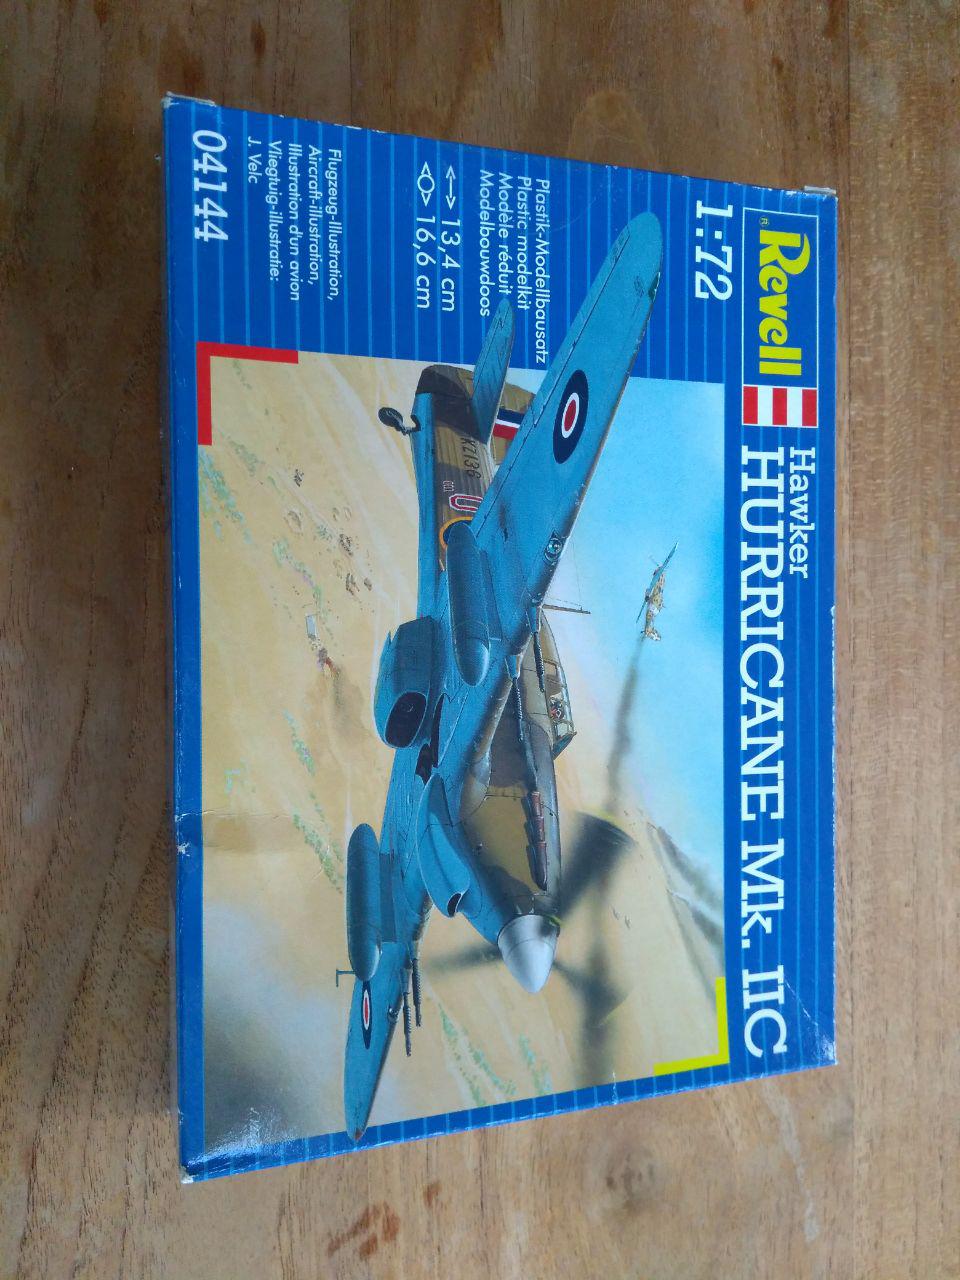 Revell
Hawker
HURRICANE Mk. IIC
1:72
Plastik-Modellbausatz
Plastic modelkit
Modèle réduit
Modelbouwdoos
13,4 cm
16,6 cm
KZ136
Flugzeug-Illustration,
Aircraft-illustration,
Illustration d'un avion
Vliegtuig-illustratie:
J. Velc
04144